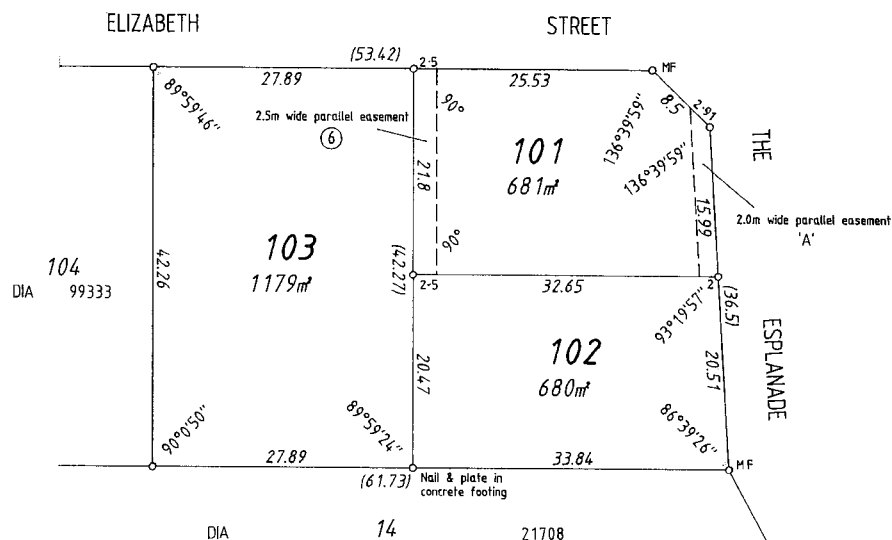 ELIZABETH STREET
(53.42)
27.89
2·5
25.53
MF
89°59'46"
90°
8.5
2·91
2.5m wide parallel easement
6
136°39'59"
THE
101
681m²
21.8
136°39'59"
15.99
2.0m wide parallel easement
'A'
90°
103
1179m²
42.26
(42.27)
104
DIA 99333
2·5
32.65
2
93°19'57"
(36.5)
ESPLANADE
102
680m²
20.47
20.51
90°0'50"
89°59'24"
86°39'26"
27.89
33.84
MF
(61.73)
Nail & plate in
concrete footing
DIA 14 21708